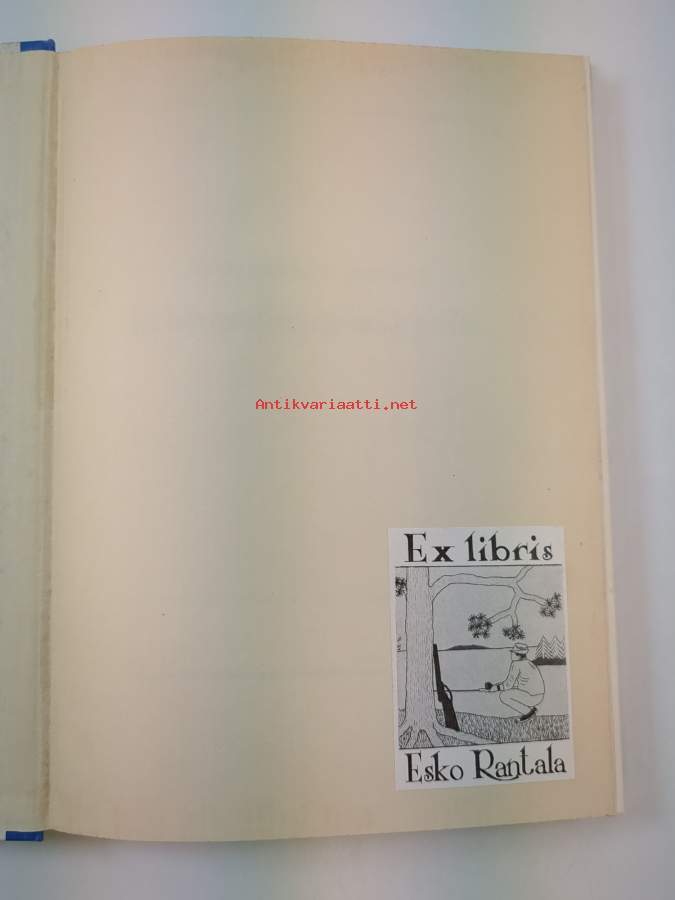 Antikvariaatti.net
Ex libris
Esko Rantala